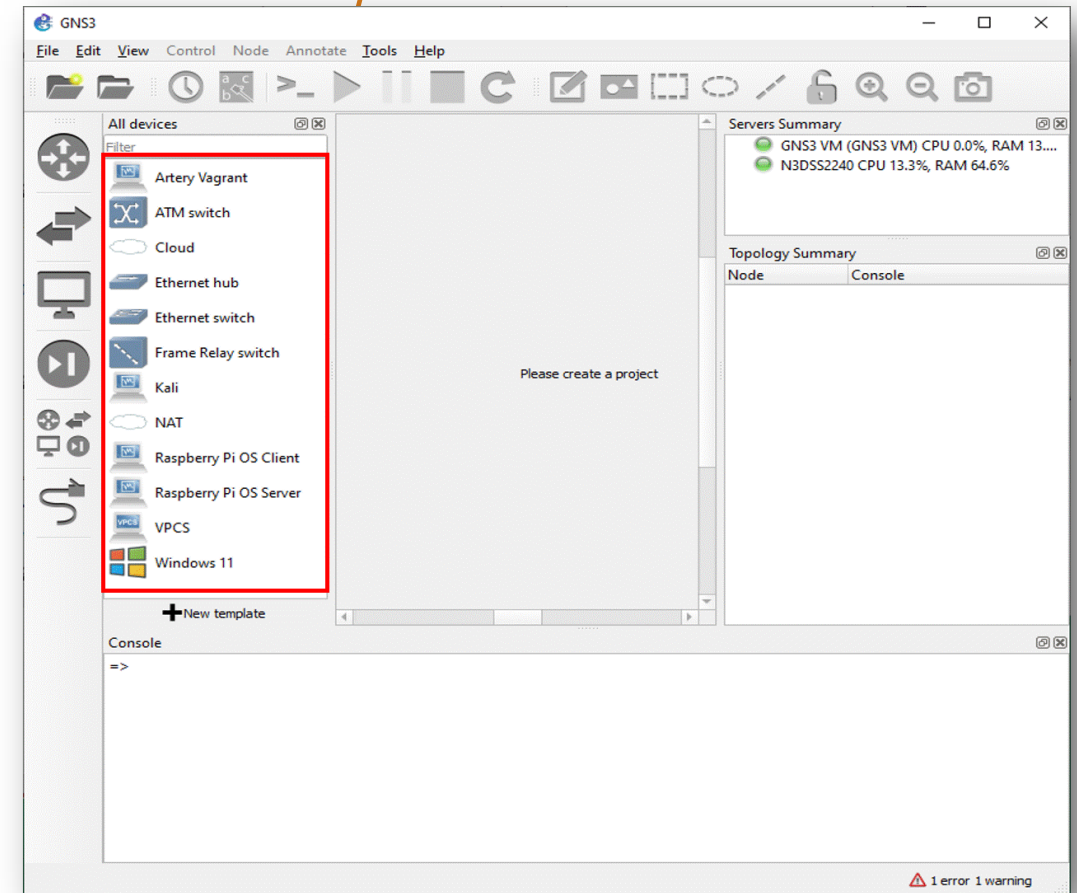 GNS3
File Edit View Control Node Annotate Tools Help
All devices
Filter
Artery Vagrant
ATM switch
Cloud
Ethernet hub
Ethernet switch
Frame Relay switch
Kali
NAT
Raspberry Pi OS Client
Raspberry Pi OS Server
VPCS
VPCS
Windows 11
New template
Please create a project
Servers Summary
GNS3 VM (GNS3 VM) CPU 0.0%, RAM 13....
N3DSS2240 CPU 13.3%, RAM 64.6%
Topology Summary
Node Console
Console
=>
1 error 1 warning